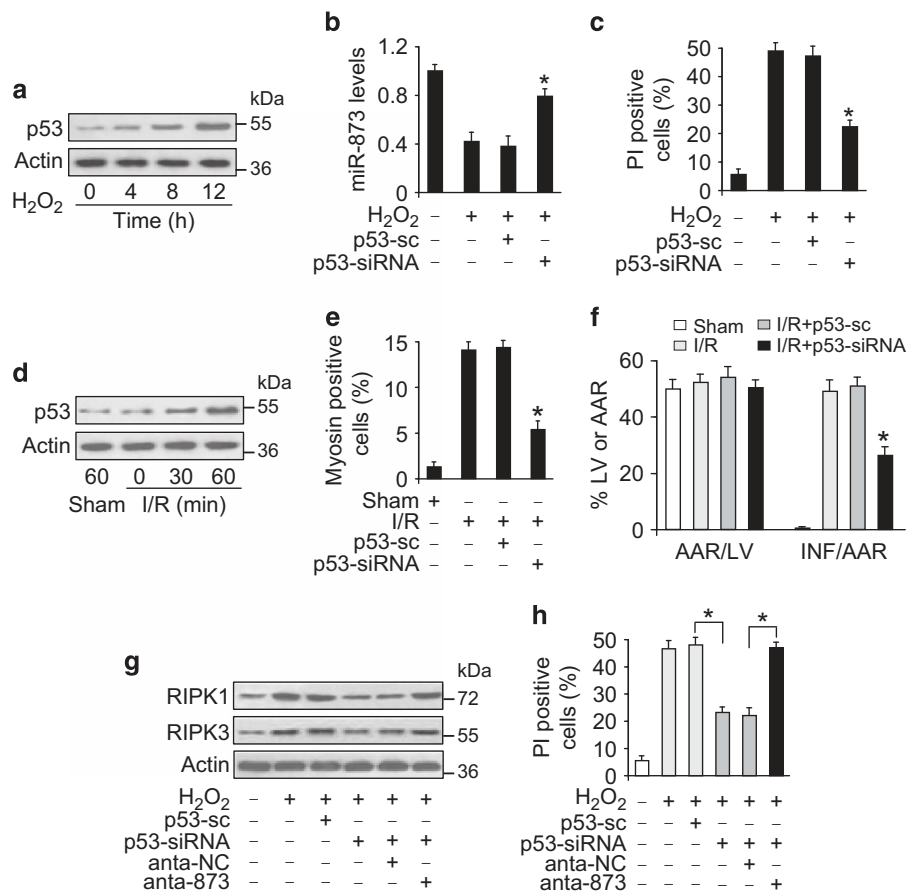 a
kDa
p53
55
Actin
36
H₂O₂
0 4 8 12
Time (h)
b
miR-873 levels
1.2
0.8
0.4
0
*
H₂O₂ – + + +
p53-sc – – + –
p53-siRNA – – – +
c
PI positive
cells (%)
50
40
30
20
10
0
*
H₂O₂ – + + +
p53-sc – – + –
p53-siRNA – – – +
d
kDa
p53
55
Actin
36
60 0 30 60
Sham I/R (min)
e
Myosin positive
cells (%)
15
10
5
0
*
Sham + – – –
I/R – + + +
p53-sc – – + –
p53-siRNA – – – +
f
Sham
I/R
I/R+p53-sc
I/R+p53-siRNA
% LV or AAR
60
40
20
0
*
AAR/LV INF/AAR
g
kDa
RIPK1
72
RIPK3
55
Actin
36
H₂O₂ – + + + + +
p53-sc – – + – – –
p53-siRNA – – – + + +
anta-NC – – – – + –
anta-873 – – – – – +
h
PI positive
cells (%)
50
40
30
20
10
0
* *
H₂O₂ – + + + + +
p53-sc – – + – – –
p53-siRNA – – – + + +
anta-NC – – – – + –
anta-873 – – – – – +